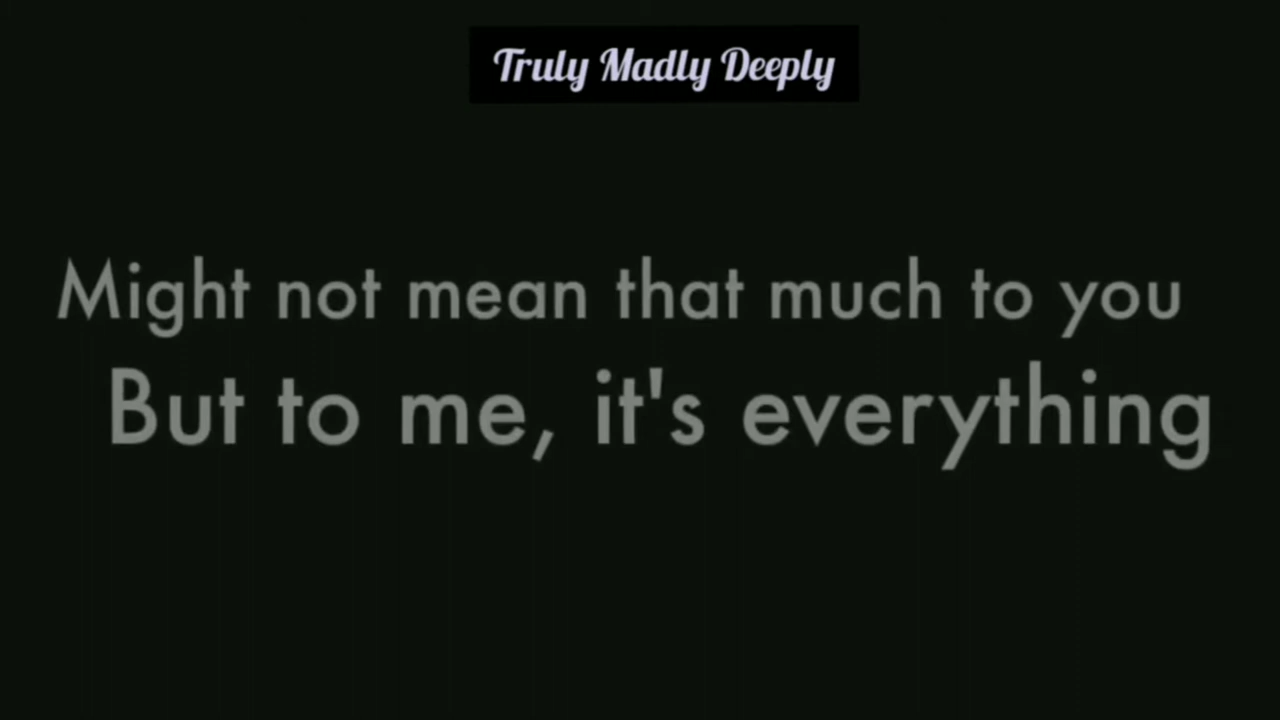 Truly Madly Deeply
Might not mean that much to you
But to me, it's everything